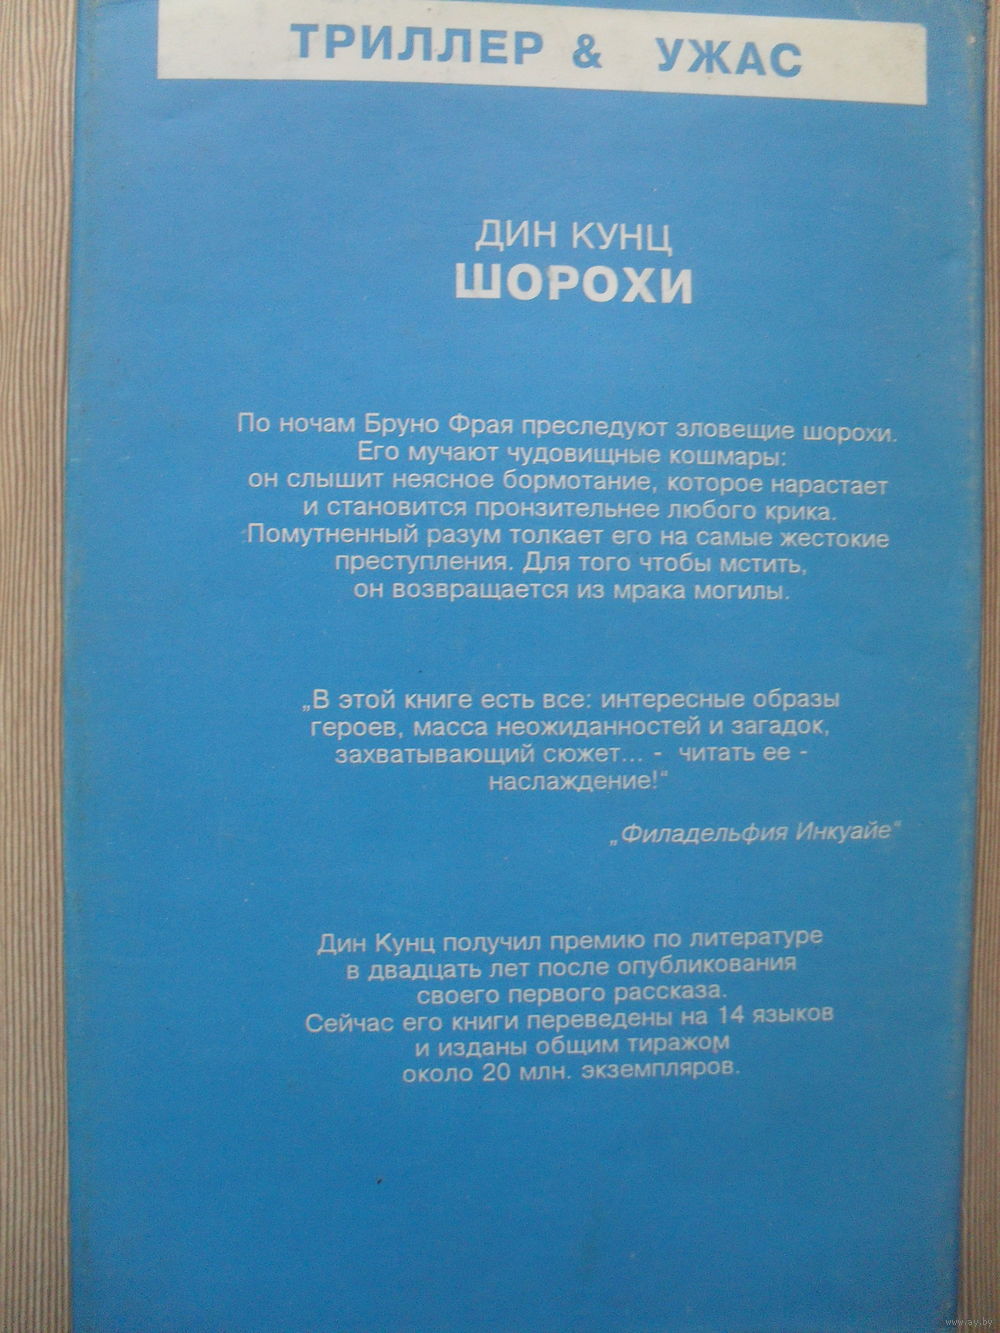 ТРИЛЛЕР & УЖАС
ДИН КУНЦ
ШОРОХИ
По ночам Бруно Фрая преследуют зловещие шорохи.
Его мучают чудовищные кошмары:
он слышит неясное бормотание, которое нарастает
и становится пронзительнее любого крика.
Помутненный разум толкает его на самые жестокие
преступления. Для того чтобы мстить,
он возвращается из мрака могилы.
„В этой книге есть все: интересные образы
героев, масса неожиданностей и загадок,
захватывающий сюжет... - читать ее -
наслаждение!“
„Филадельфия Инкуайе“
Дин Кунц получил премию по литературе
в двадцать лет после опубликования
своего первого рассказа.
Сейчас его книги переведены на 14 языков
и изданы общим тиражом
около 20 млн. экземпляров.
www.ay.by